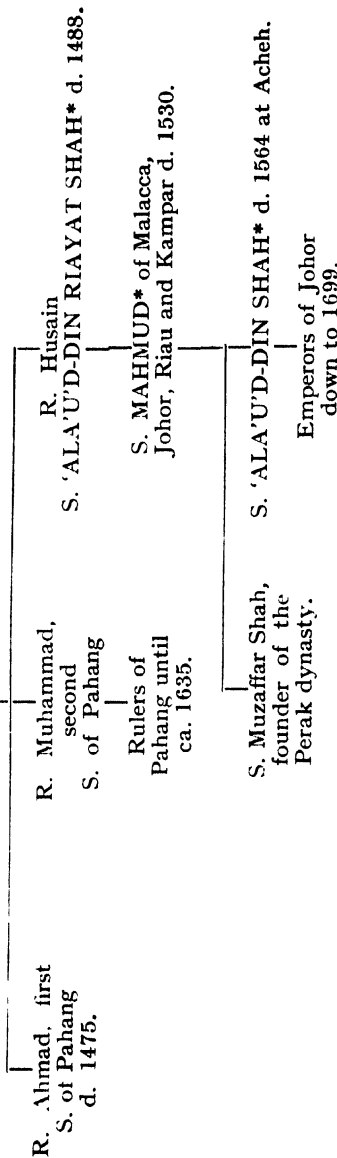 R. Ahmad, first
S. of Pahang
d. 1475.
R. Muhammad,
second
S. of Pahang
Rulers of
Pahang until
ca. 1635.
R. Husain
S. 'ALA'U'D-DIN RIAYAT SHAH* d. 1488.
S. MAHMUD* of Malacca,
Johor, Riau and Kampar d. 1530.
S. Muzaffar Shah,
founder of the
Perak dynasty.
S. 'ALA'U'D-DIN SHAH* d. 1564 at Acheh.
Emperors of Johor
down to 1699.